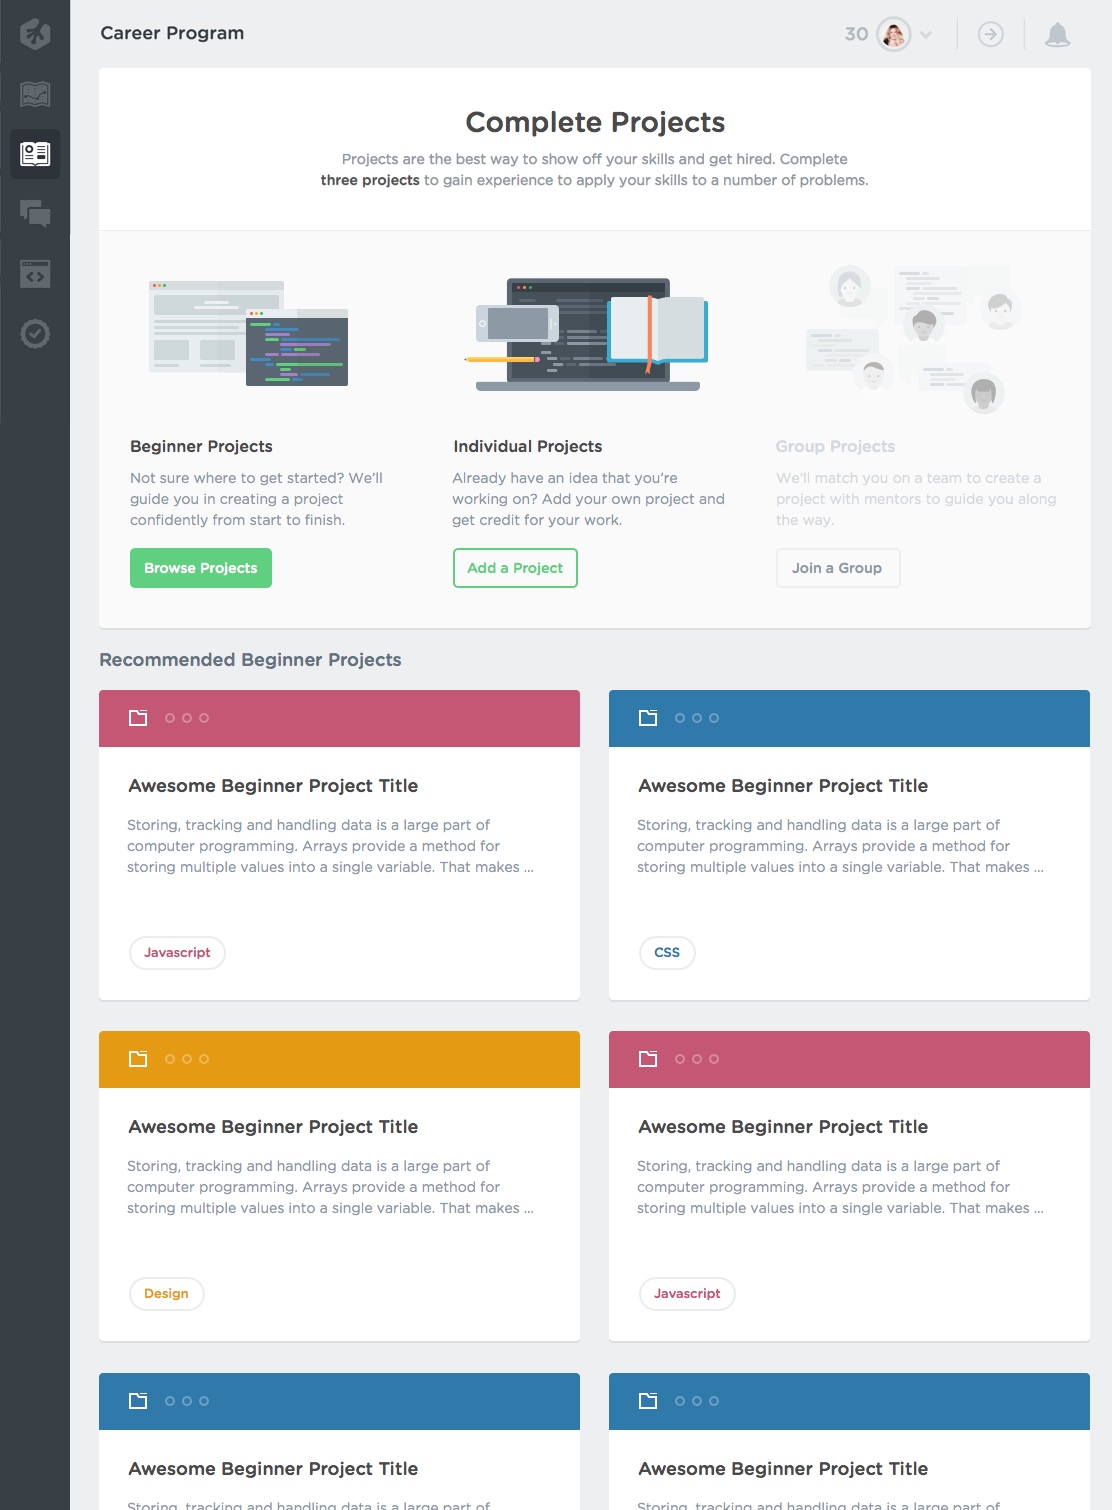 Career Program
30
Complete Projects
Projects are the best way to show off your skills and get hired. Complete
three projects to gain experience to apply your skills to a number of problems.
Beginner Projects
Not sure where to get started? We'll
guide you in creating a project
confidently from start to finish.
Browse Projects
Individual Projects
Already have an idea that you're
working on? Add your own project and
get credit for your work.
Add a Project
Group Projects
We'll match you on a team to create a
project with mentors to guide you along
the way.
Join a Group
Recommended Beginner Projects
Awesome Beginner Project Title
Storing, tracking and handling data is a large part of
computer programming. Arrays provide a method for
storing multiple values into a single variable. That makes ...
Javascript
Awesome Beginner Project Title
Storing, tracking and handling data is a large part of
computer programming. Arrays provide a method for
storing multiple values into a single variable. That makes ...
CSS
Awesome Beginner Project Title
Storing, tracking and handling data is a large part of
computer programming. Arrays provide a method for
storing multiple values into a single variable. That makes ...
Design
Awesome Beginner Project Title
Storing, tracking and handling data is a large part of
computer programming. Arrays provide a method for
storing multiple values into a single variable. That makes ...
Javascript
Awesome Beginner Project Title
Storing, tracking and handling data is a large part of
Awesome Beginner Project Title
Storing, tracking and handling data is a large part of